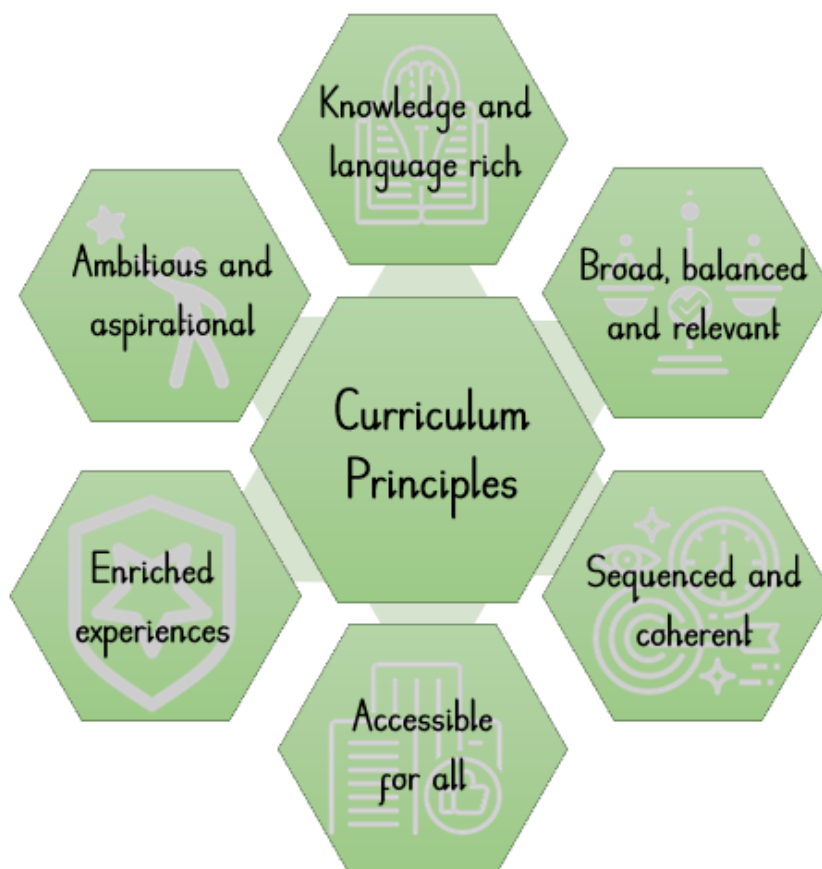 Knowledge and
language rich
Ambitious and
aspirational
Broad, balanced
and relevant
Curriculum
Principles
Enriched
experiences
Sequenced and
coherent
Accessible
for all